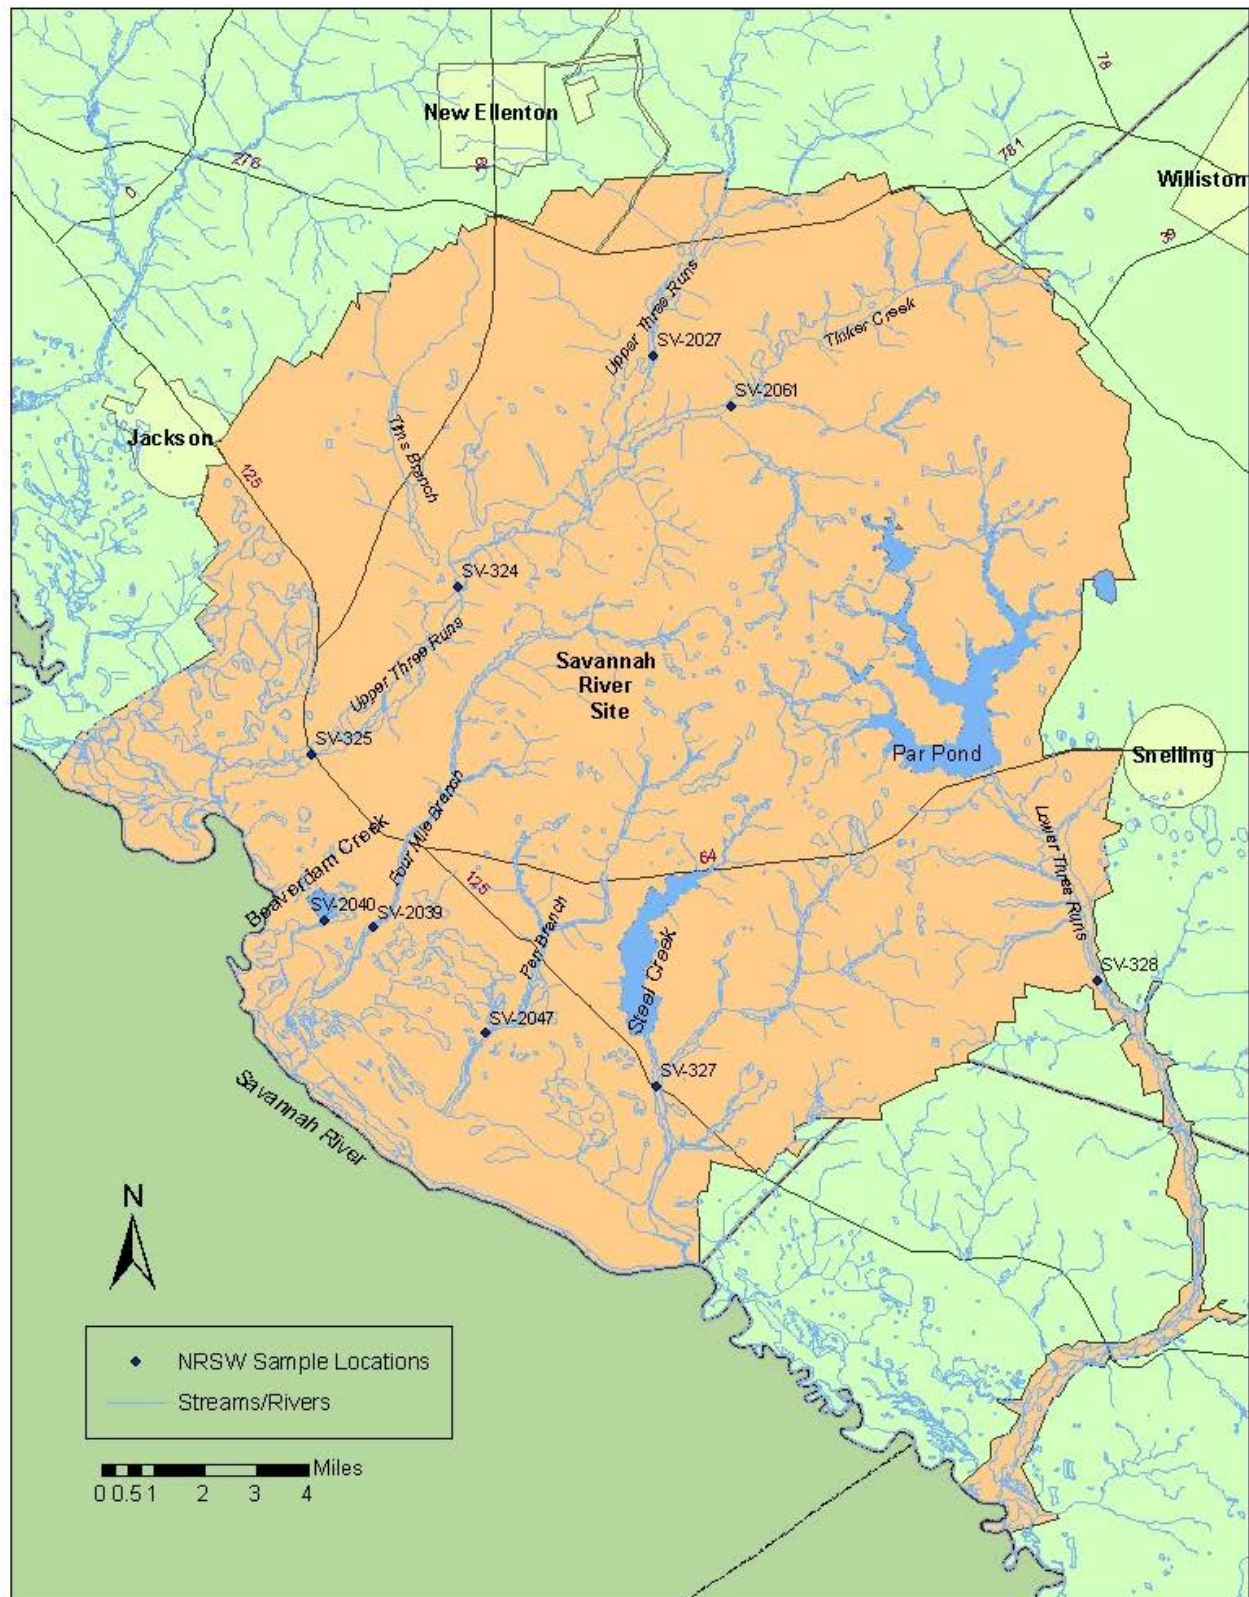 78
New Ellenton
781
278
19
Williston
0
39
Upper Three Runs
Tinker Creek
SV-2027
SV-2061
Tims Branch
Jackson
125
SV-324
Upper Three Runs
Savannah
River
Site
SV-325
Par Pond
Snelling
Lower Three Runs
Four Mile Branch
Beaverdam Creek
64
125
SV-2040
SV-2039
Pen Branch
Steel Creek
SV-328
SV-2047
SV-327
Savannah River
N
NRSW Sample Locations
Streams/Rivers
Miles
0 0.5 1 2 3 4